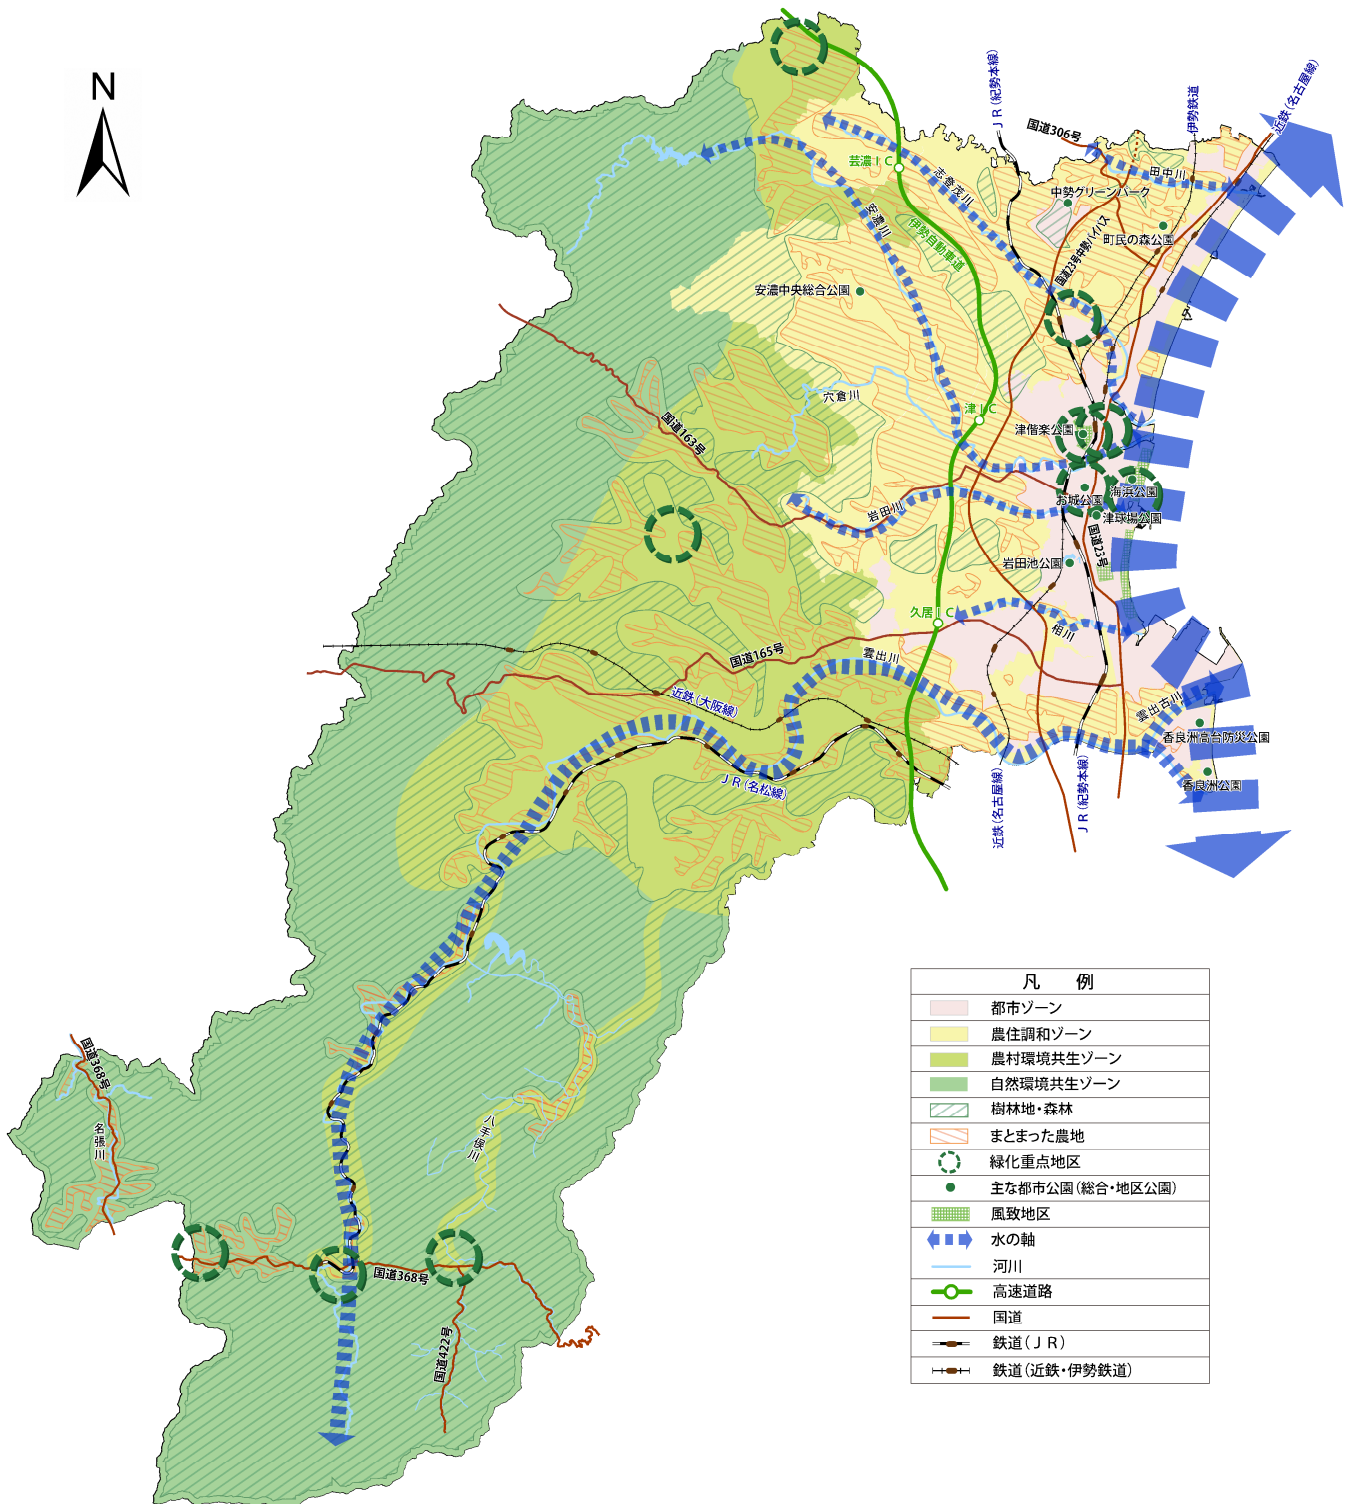 N
JR(紀勢本線)
国道306号
伊勢鉄道
近鉄(名古屋線)
芸濃IC
志登茂川
田中川
中勢グリーンパーク
安濃川
伊勢自動車道
国道23号中勢バイパス
町民の森公園
安濃中央総合公園
穴倉川
津IC
津偕楽公園
国道163号
お城公園
海浜公園
岩田川
津球場公園
国道23号
岩田池公園
久居IC
相川
国道165号
雲出川
近鉄(大阪線)
雲出古川
香良洲高台防災公園
JR(名松線)
香良洲公園
近鉄(名古屋線)
JR(紀勢本線)
国道368号
名張川
八手俣川
国道368号
国道422号
凡 例
都市ゾーン
農住調和ゾーン
農村環境共生ゾーン
自然環境共生ゾーン
樹林地・森林
まとまった農地
緑化重点地区
主な都市公園(総合・地区公園)
風致地区
水の軸
河川
高速道路
国道
鉄道(JR)
鉄道(近鉄・伊勢鉄道)